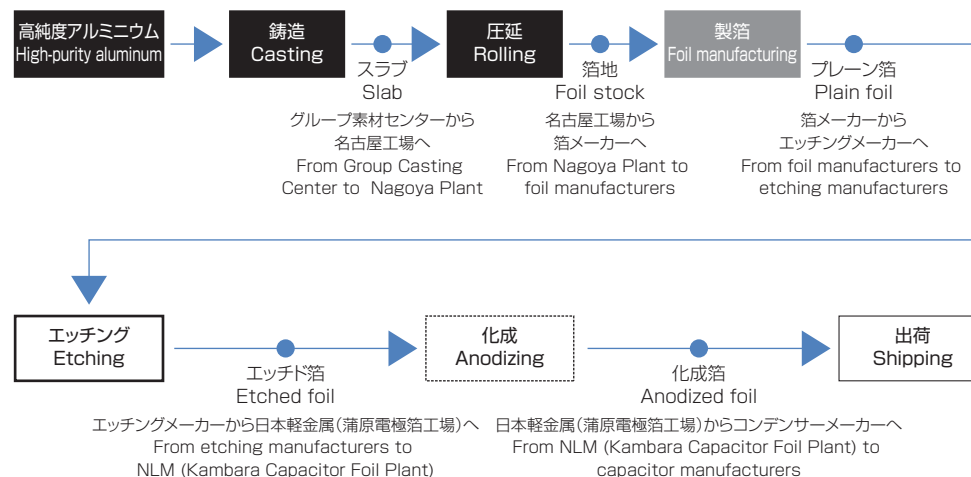 高純度アルミニウム
High-purity aluminum
鋳造
Casting
スラブ
Slab
グループ素材センターから
名古屋工場へ
From Group Casting
Center to Nagoya Plant
圧延
Rolling
箔地
Foil stock
名古屋工場から
箔メーカーへ
From Nagoya Plant to
foil manufacturers
製箔
Foil manufacturing
プレーン箔
Plain foil
箔メーカーから
エッチングメーカーへ
From foil manufacturers to
etching manufacturers
エッチング
Etching
エッチド箔
Etched foil
エッチングメーカーから日本軽金属(蒲原電極箔工場)へ
From etching manufacturers to
NLM (Kambara Capacitor Foil Plant)
化成
Anodizing
化成箔
Anodized foil
日本軽金属(蒲原電極箔工場)からコンデンサーメーカーへ
From NLM (Kambara Capacitor Foil Plant) to
capacitor manufacturers
出荷
Shipping